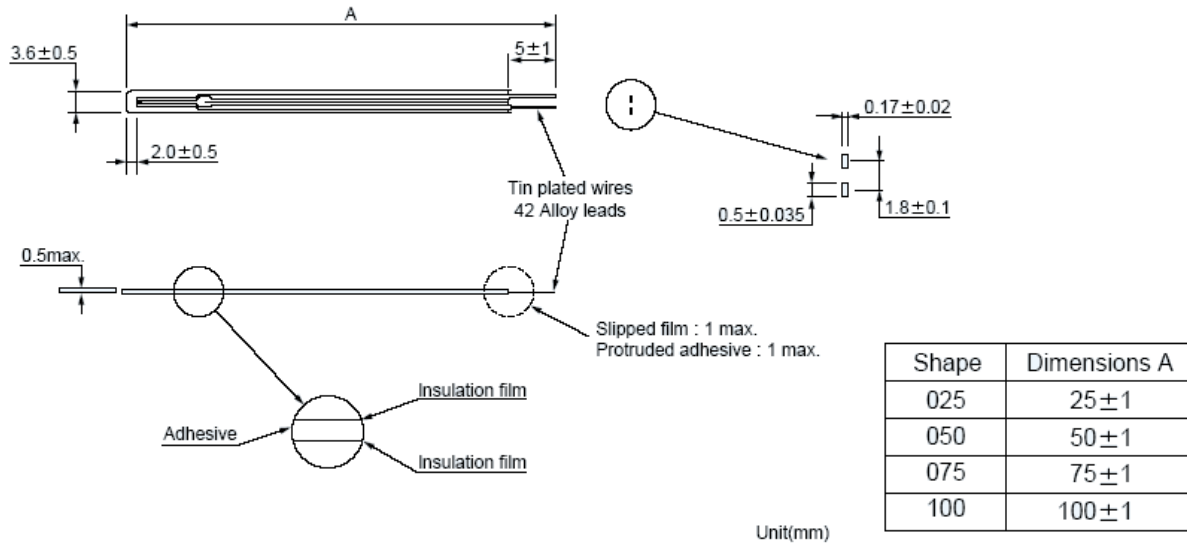 A
3.6±0.5
5±1
2.0±0.5
0.17±0.02
Tin plated wires
42 Alloy leads
0.5±0.035
1.8±0.1
0.5max.
Slipped film : 1 max.
Protruded adhesive : 1 max.
Insulation film
Adhesive
Insulation film
Shape Dimensions A
025 25±1
050 50±1
075 75±1
100 100±1
Unit(mm)